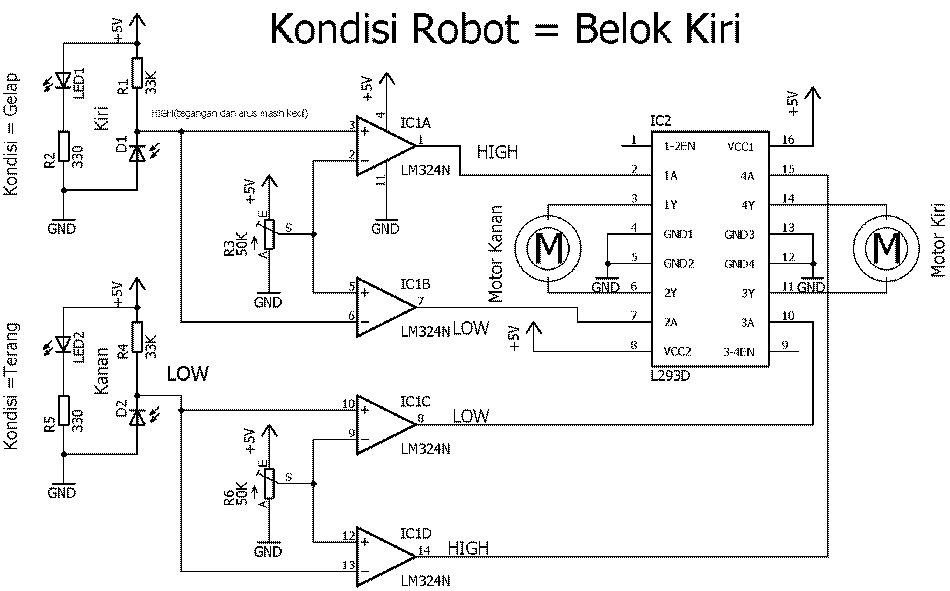 Kondisi Robot = Belok Kiri
+5V
LED1
R2
330
Kondisi = Gelap
Kiri
R1
33K
D1
GND
HIGH(tegangan dan arus masih kecil)
+5V
4
3
2
1
11
IC1A
LM324N
GND
HIGH
+5V
E
S
A
R3
50K
GND
5
6
7
IC1B
LM324N
LOW
+5V
LED2
R5
330
Kondisi =Terang
Kanan
R4
33K
D2
GND
LOW
10
9
8
IC1C
LM324N
LOW
+5V
E
S
A
R6
50K
GND
12
13
14
IC1D
LM324N
HIGH
Motor Kanan
M
+5V
IC2
1 1-2EN VCC1 16
2 1A 4A 15
3 1Y 4Y 14
4 GND1 GND3 13
5 GND2 GND4 12
6 2Y 3Y 11
7 2A 3A 10
8 VCC2 3-4EN 9
L293D
GND
GND
+5V
M
Motor Kiri